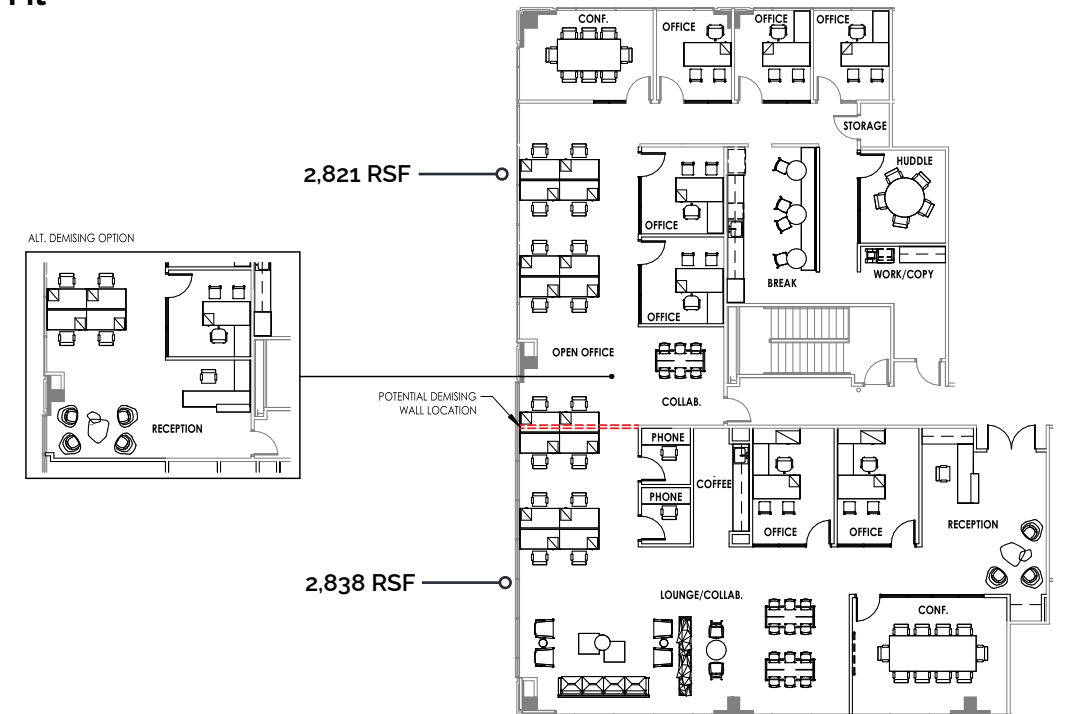 CONF.
OFFICE
OFFICE
OFFICE
STORAGE
2,821 RSF
HUDDLE
OFFICE
ALT. DEMISING OPTION
WORK/COPY
BREAK
OFFICE
OPEN OFFICE
POTENTIAL DEMISING
WALL LOCATION
COLLAB.
RECEPTION
PHONE
COFFEE
PHONE
OFFICE
OFFICE
RECEPTION
2,838 RSF
LOUNGE/COLLAB.
CONF.